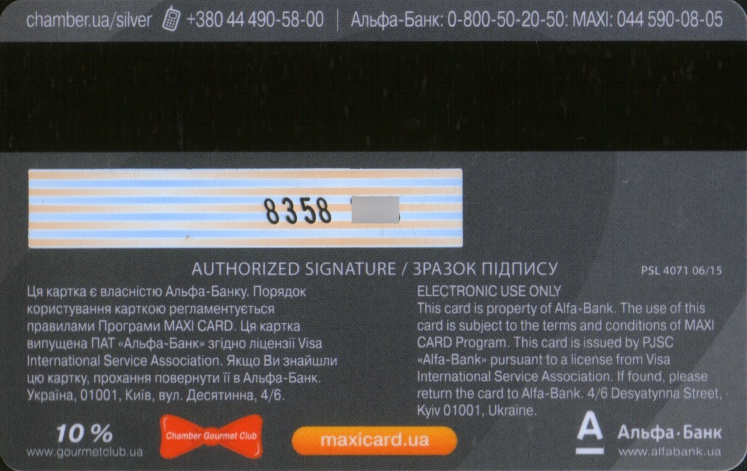 chamber.ua/silver +380 44 490-58-00 | Альфа-Банк: 0-800-50-20-50: MAXI: 044 590-08-05
8358
AUTHORIZED SIGNATURE / ЗРАЗОК ПІДПИСУ
PSL 4071 06/15
Ця картка є власністю Альфа-Банку. Порядок
користування карткою регламентується
правилами Програми MAXI CARD. Ця картка
випущена ПАТ «Альфа-Банк» згідно ліцензії Visa
International Service Association. Якщо Ви знайшли
цю картку, прохання повернути її в Альфа-Банк.
Україна, 01001, Київ, вул. Десятинна, 4/6.
ELECTRONIC USE ONLY
This card is property of Alfa-Bank. The use of this
card is subject to the terms and conditions of MAXI
CARD Program. This card is issued by PJSC
«Alfa-Bank» pursuant to a license from Visa
International Service Association. If found, please
return the card to Alfa-Bank. 4/6 Desyatynna Street,
Kyiv 01001, Ukraine.
10 %
www.gourmetclub.ua
Chamber Gourmet Club
maxicard.ua
А Альфа·Банк
www.alfabank.ua